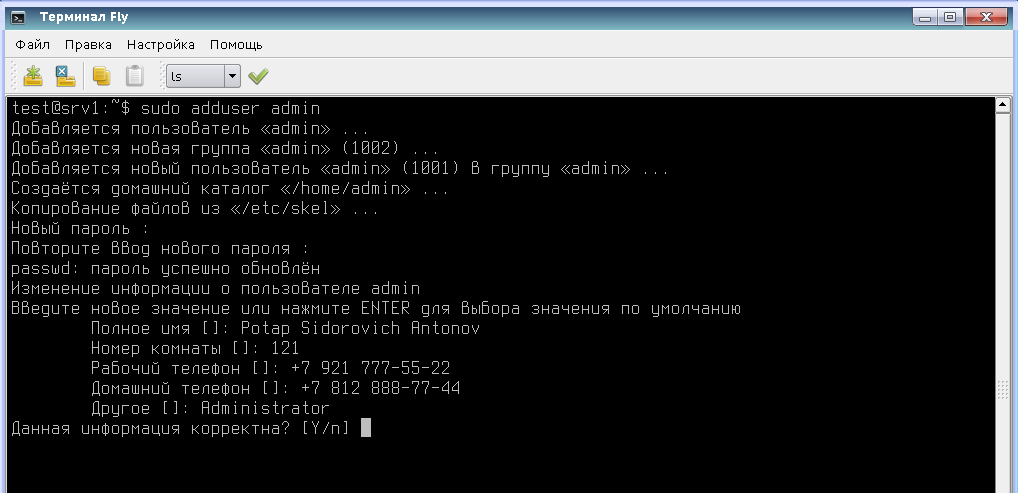 Терминал Fly
Файл Правка Настройка Помощь
ls
test@srv1:~$ sudo adduser admin
Добавляется пользователь «admin» ...
Добавляется новая группа «admin» (1002) ...
Добавляется новый пользователь «admin» (1001) в группу «admin» ...
Создаётся домашний каталог «/home/admin» ...
Копирование файлов из «/etc/skel» ...
Новый пароль :
Повторите ввод нового пароля :
passwd: пароль успешно обновлён
Изменение информации о пользователе admin
Введите новое значение или нажмите ENTER для выбора значения по умолчанию
Полное имя []: Potap Sidorovich Antonov
Номер комнаты []: 121
Рабочий телефон []: +7 921 777-55-22
Домашний телефон []: +7 812 888-77-44
Другое []: Administrator
Данная информация корректна? [Y/n]